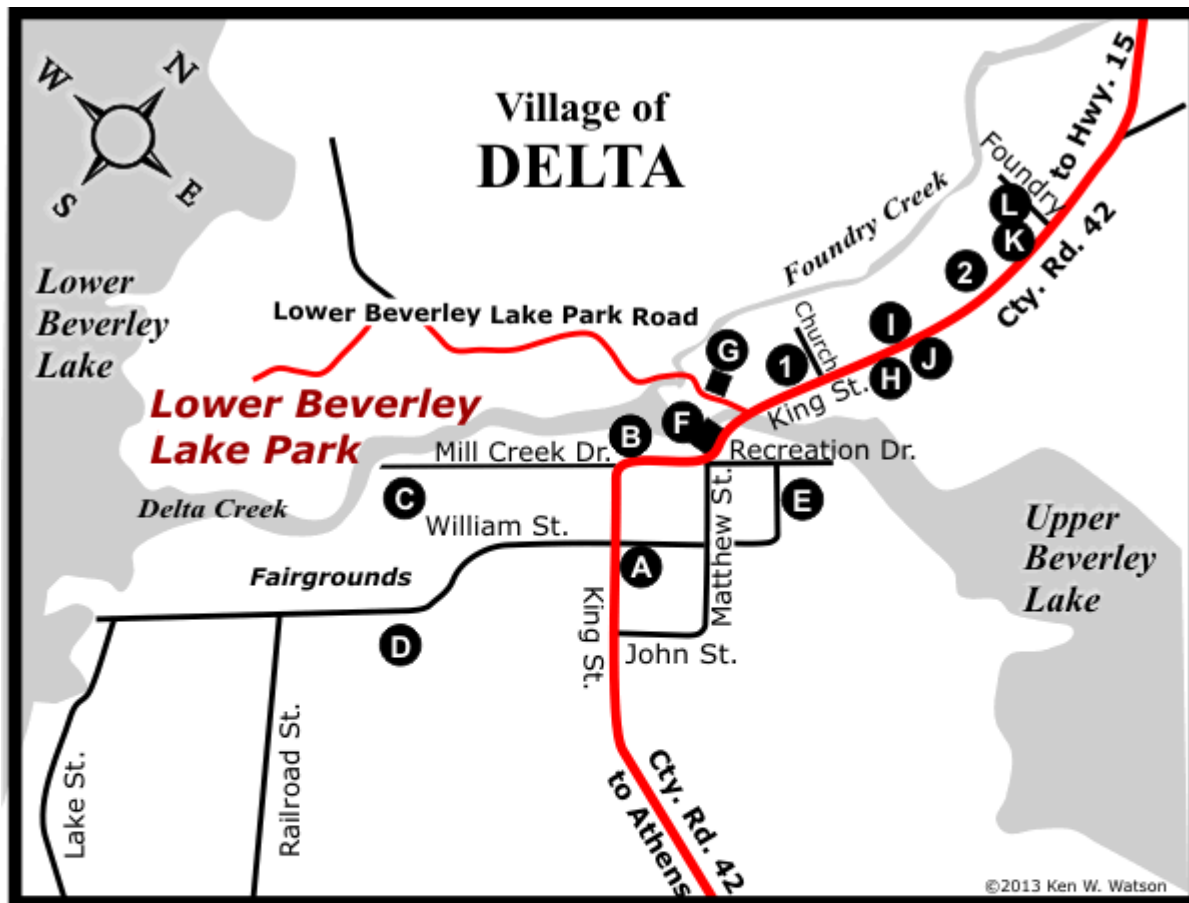 W
N
S
E
Village of
DELTA
to Hwy. 15
Foundry
Cty. Rd. 42
Foundry Creek
L
K
2
Lower
Beverley
Lake
Lower Beverley Lake Park Road
Church
I
J
H
G
1
King St.
Lower Beverley
Lake Park
F
B
Mill Creek Dr.
Recreation Dr.
Delta Creek
C
William St.
E
Matthew St.
Upper
Beverley
Lake
Fairgrounds
A
D
King St.
John St.
Lake St.
Railroad St.
Cty. Rd. 42
to Athens
©2013 Ken W. Watson